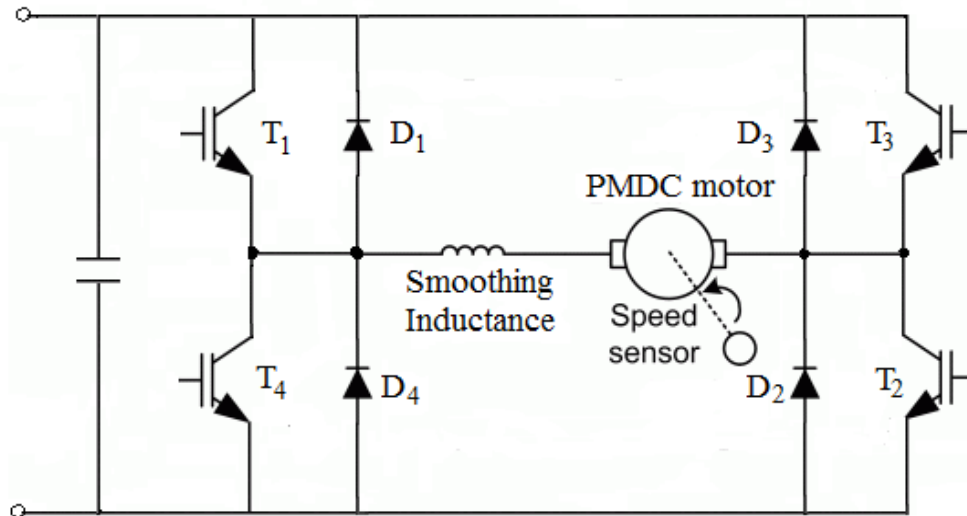 T1
D1
D3
T3
PMDC motor
Smoothing
Inductance
Speed
sensor
T4
D4
D2
T2